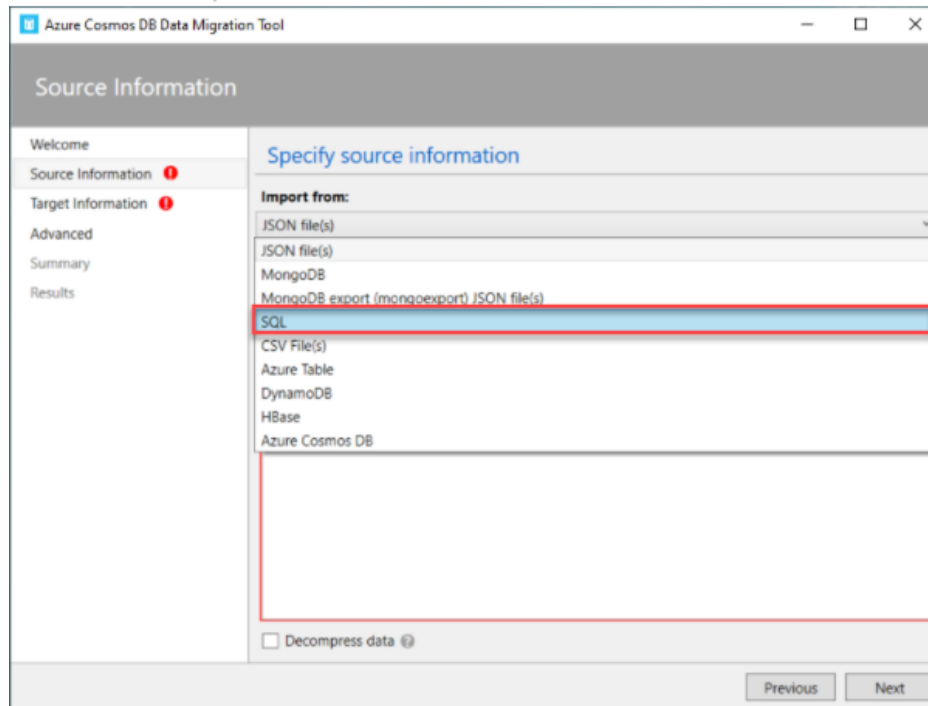 Azure Cosmos DB Data Migration Tool
Source Information
Welcome
Source Information
Target Information
Advanced
Summary
Results
Specify source information
Import from:
JSON file(s)
JSON file(s)
MongoDB
MongoDB export (mongoexport) JSON file(s)
SQL
CSV File(s)
Azure Table
DynamoDB
HBase
Azure Cosmos DB
Decompress data
Previous
Next